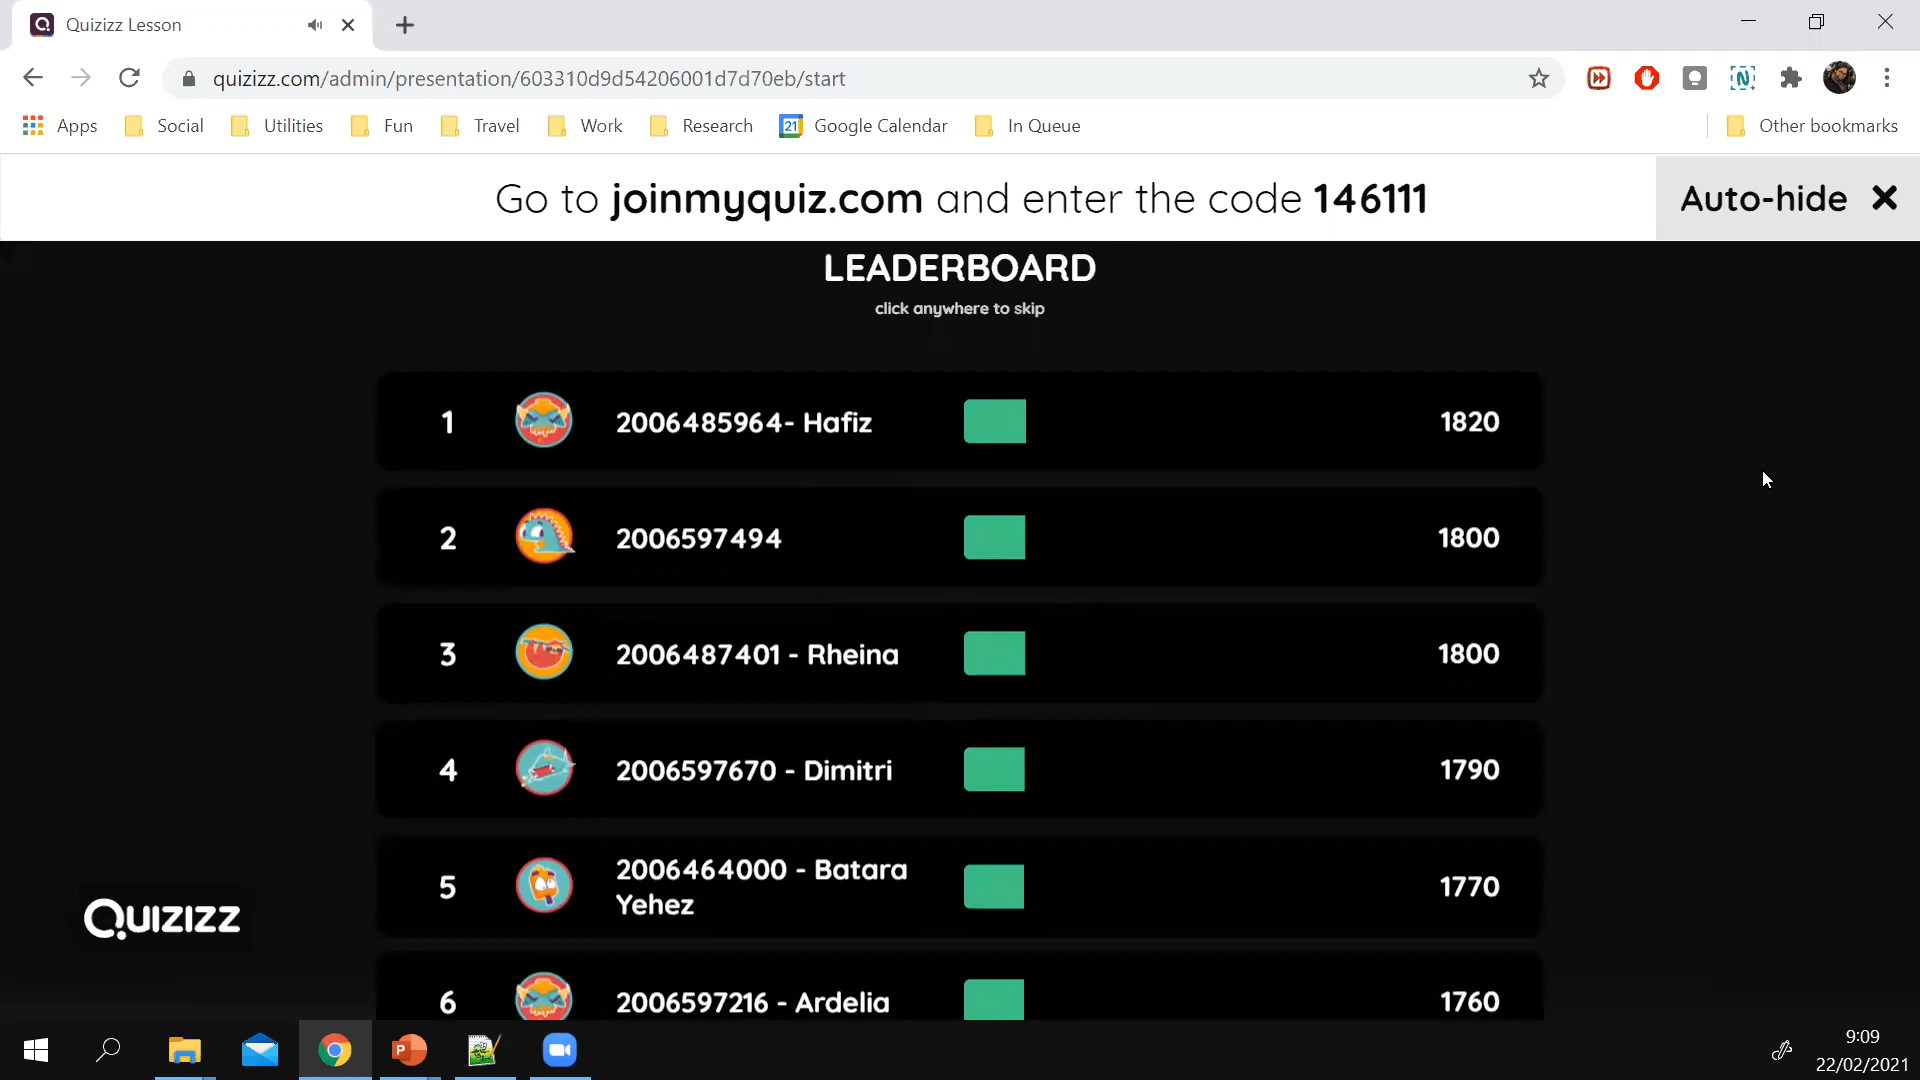 Quizizz Lesson
quizizz.com/admin/presentation/603310d9d54206001d7d70eb/start
Apps Social Utilities Fun Travel Work Research 21 Google Calendar In Queue Other bookmarks
Go to joinmyquiz.com and enter the code 146111
Auto-hide
LEADERBOARD
click anywhere to skip
1 2006485964- Hafiz 1820
2 2006597494 1800
3 2006487401 - Rheina 1800
4 2006597670 - Dimitri 1790
5 2006464000 - Batara
Yehez 1770
6 2006597216 - Ardelia 1760
Quizizz
9:09
22/02/2021